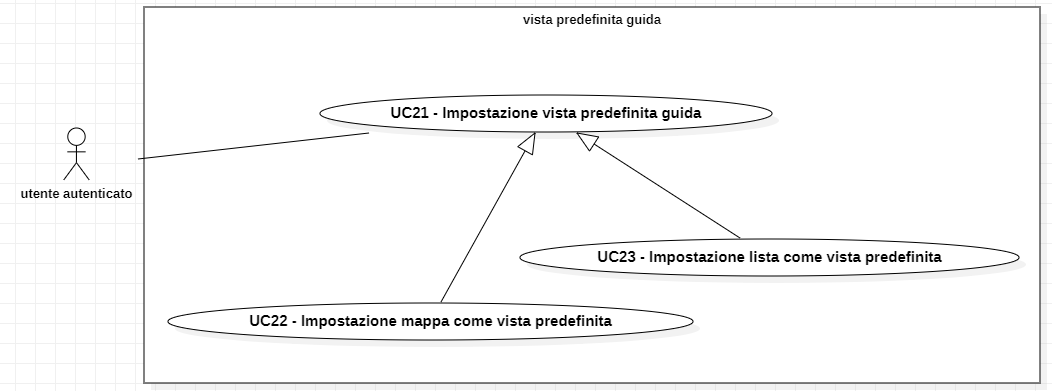 vista predefinita guida
UC21 - Impostazione vista predefinita guida
utente autenticato
UC23 - Impostazione lista come vista predefinita
UC22 - Impostazione mappa come vista predefinita